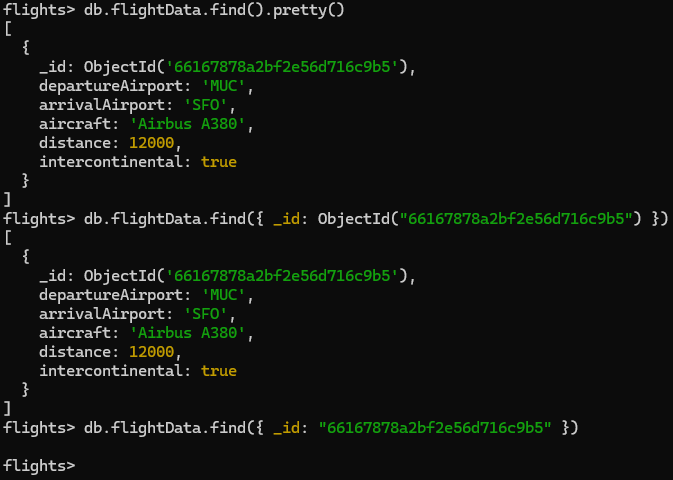 flights> db.flightData.find().pretty()
[
  {
    _id: ObjectId('66167878a2bf2e56d716c9b5'),
    departureAirport: 'MUC',
    arrivalAirport: 'SFO',
    aircraft: 'Airbus A380',
    distance: 12000,
    intercontinental: true
  }
]
flights> db.flightData.find({ _id: ObjectId("66167878a2bf2e56d716c9b5") })
[
  {
    _id: ObjectId('66167878a2bf2e56d716c9b5'),
    departureAirport: 'MUC',
    arrivalAirport: 'SFO',
    aircraft: 'Airbus A380',
    distance: 12000,
    intercontinental: true
  }
]
flights> db.flightData.find({ _id: "66167878a2bf2e56d716c9b5" })

flights>